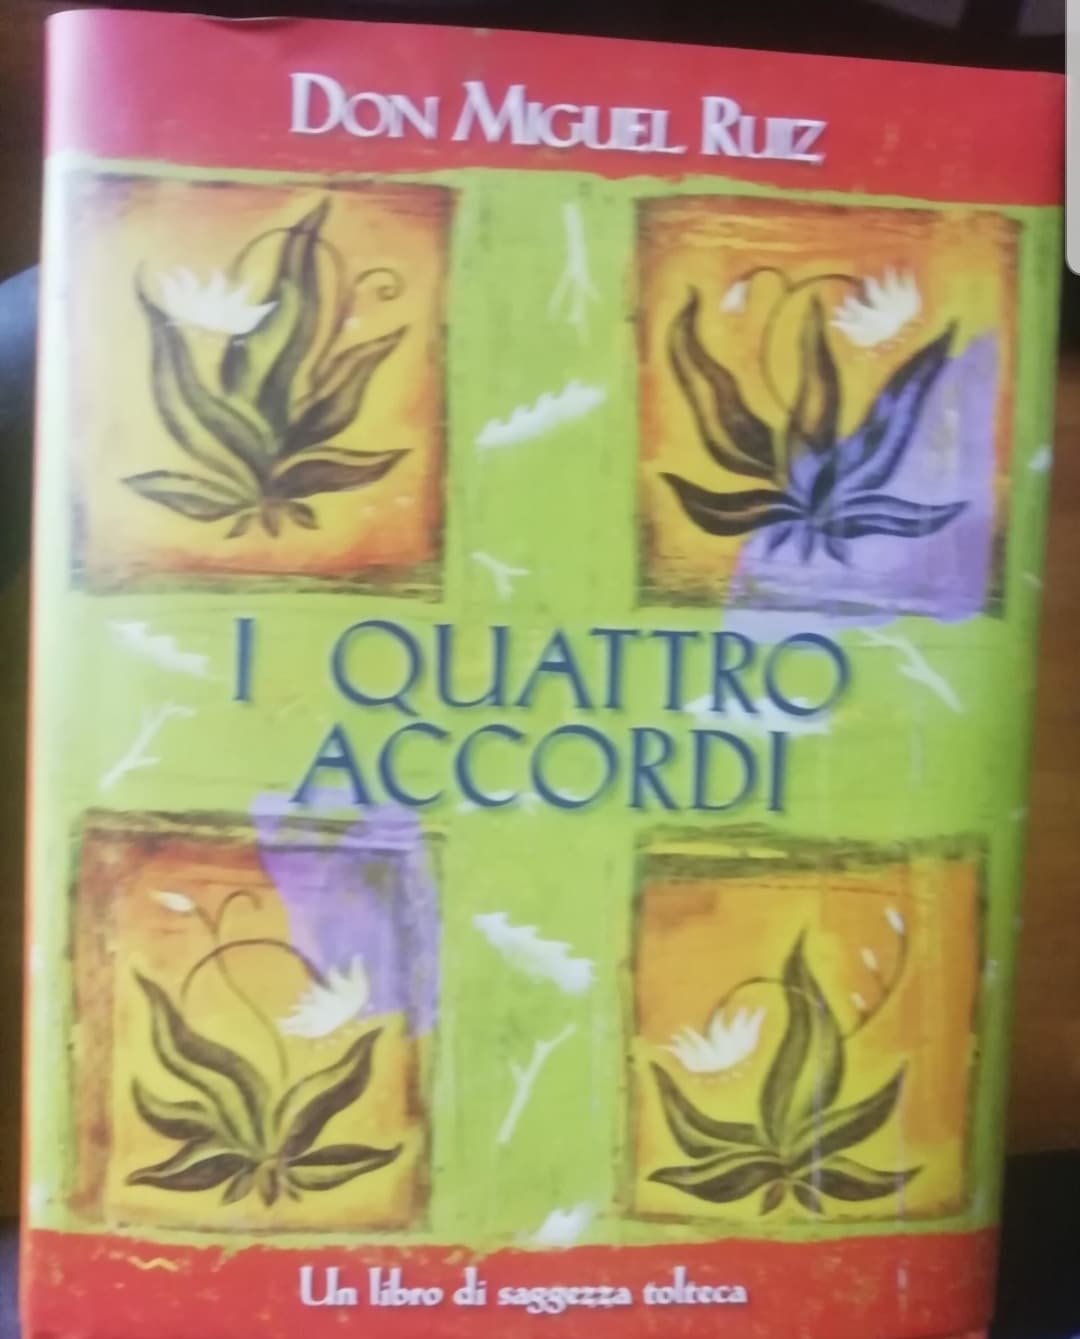 DON MIGUEL RUIZ
I QUATTRO
ACCORDI
Un libro di saggezza tolteca